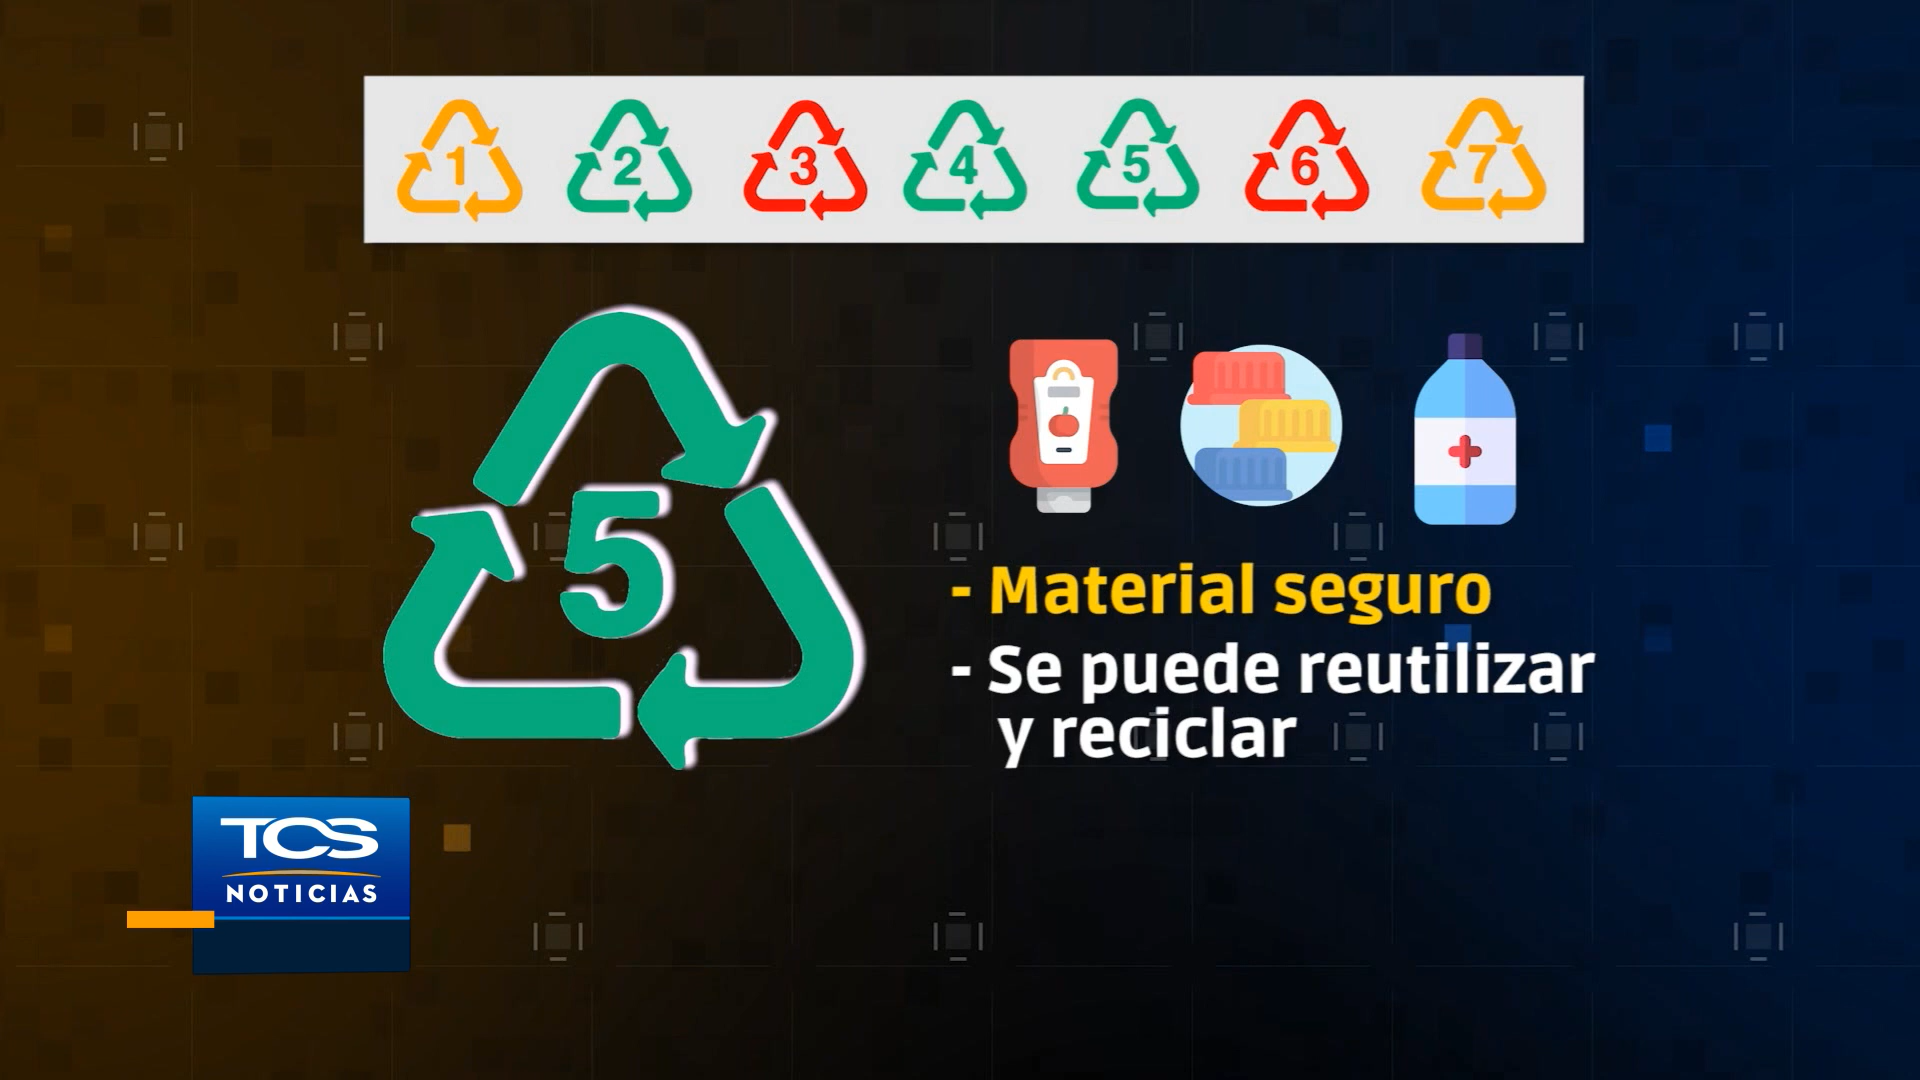 1 2 3 4 5 6 7
5
- Material seguro
- Se puede reutilizar
y reciclar
TCS
NOTICIAS